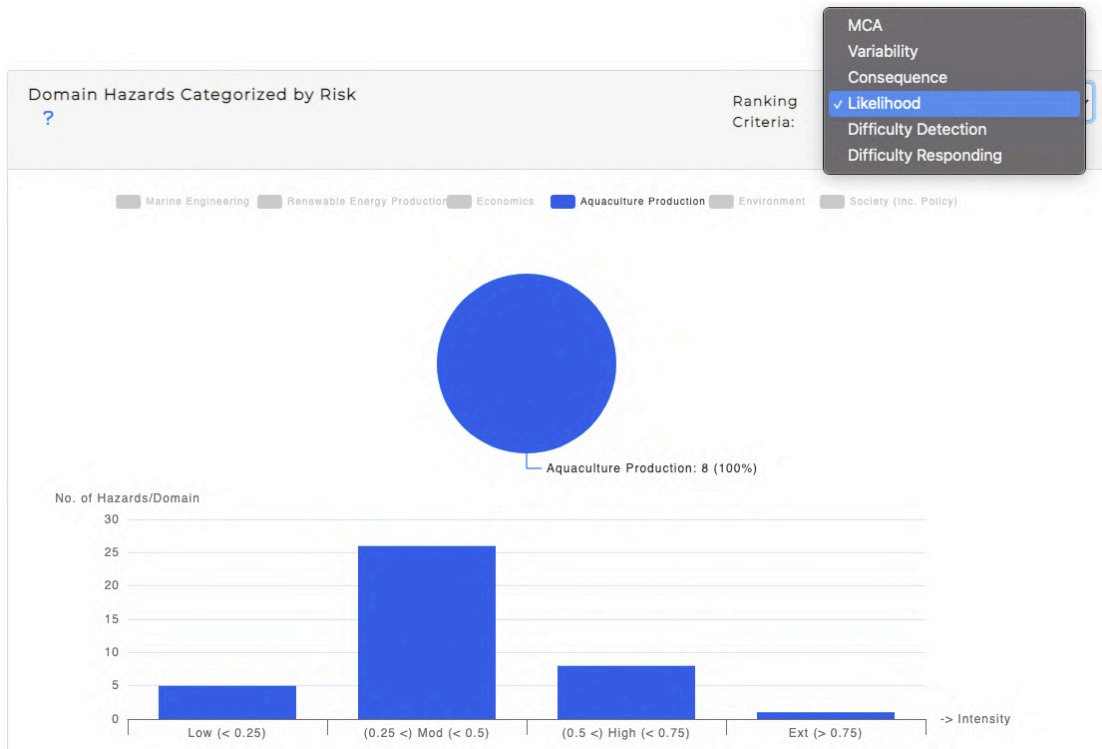 MCA
Variability
Consequence
✓ Likelihood
Difficulty Detection
Difficulty Responding
Domain Hazards Categorized by Risk
?
Ranking
Criteria:
Marine Engineering Renewable Energy Production Economics Aquaculture Production Environment Society (Inc. Policy)
Aquaculture Production: 8 (100%)
No. of Hazards/Domain
30
25
20
15
10
5
0
-> Intensity
Low (< 0.25) (0.25 <) Mod (< 0.5) (0.5 <) High (< 0.75) Ext (> 0.75)